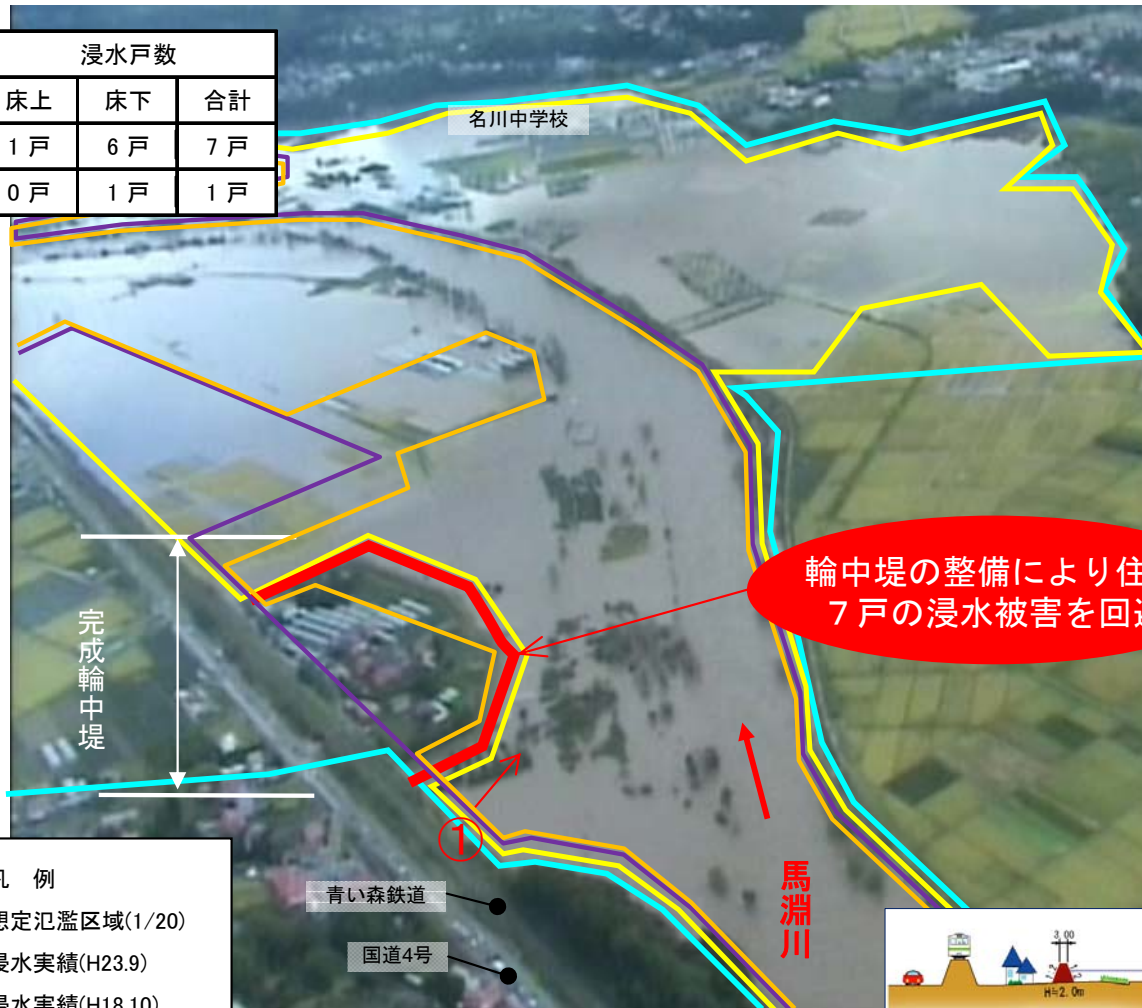 浸水戸数
床上 床下 合計
1戸 6戸 7戸
0戸 1戸 1戸
名川中学校
輪中堤の整備により住
7戸の浸水被害を回
完成輪中堤
①
馬淵川
青い森鉄道
国道4号
凡 例
想定氾濫区域(1/20)
浸水実績(H23.9)
浸水実績(H18.10)
3.00
H=2.0m